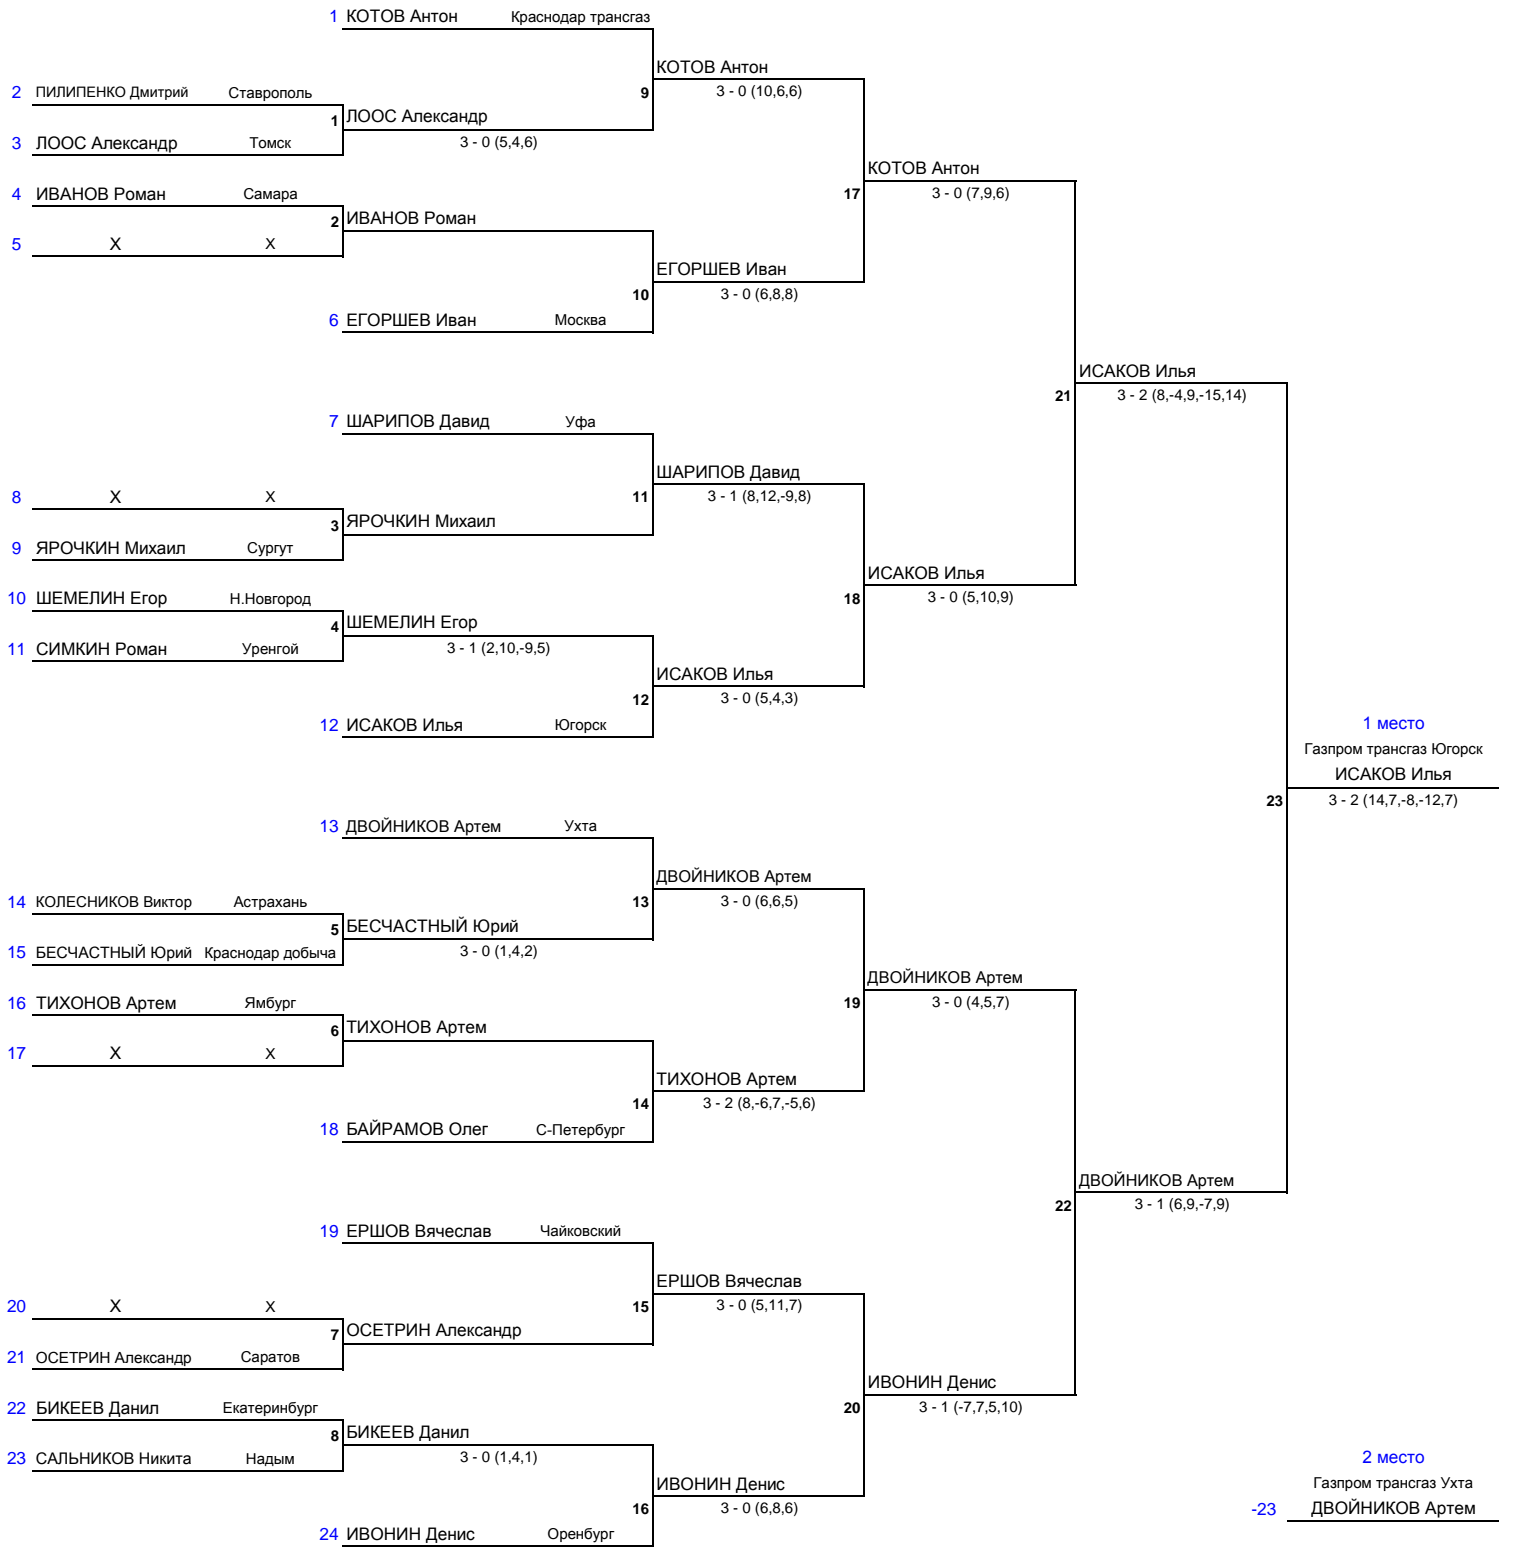 1 КОТОВ Антон Краснодар трансгаз
КОТОВ Антон
2 ПИЛИПЕНКО Дмитрий Ставрополь 9 3 - 0 (10,6,6)
1 ЛООС Александр
3 ЛООС Александр Томск 3 - 0 (5,4,6)
КОТОВ Антон
4 ИВАНОВ Роман Самара 17 3 - 0 (7,9,6)
2 ИВАНОВ Роман
5 X X
ЕГОРШЕВ Иван
10 3 - 0 (6,8,8)
6 ЕГОРШЕВ Иван Москва
ИСАКОВ Илья
21 3 - 2 (8,-4,9,-15,14)
7 ШАРИПОВ Давид Уфа
ШАРИПОВ Давид
8 X X 11 3 - 1 (8,12,-9,8)
3 ЯРОЧКИН Михаил
9 ЯРОЧКИН Михаил Сургут
ИСАКОВ Илья
10 ШЕМЕЛИН Егор Н.Новгород 18 3 - 0 (5,10,9)
4 ШЕМЕЛИН Егор
11 СИМКИН Роман Уренгой 3 - 1 (2,10,-9,5)
ИСАКОВ Илья
12 3 - 0 (5,4,3)
12 ИСАКОВ Илья Югорск 1 место
Газпром трансгаз Югорск
ИСАКОВ Илья
23 3 - 2 (14,7,-8,-12,7)
13 ДВОЙНИКОВ Артем Ухта
ДВОЙНИКОВ Артем
14 КОЛЕСНИКОВ Виктор Астрахань 13 3 - 0 (6,6,5)
5 БЕСЧАСТНЫЙ Юрий
15 БЕСЧАСТНЫЙ Юрий Краснодар добыча 3 - 0 (1,4,2)
ДВОЙНИКОВ Артем
16 ТИХОНОВ Артем Ямбург 19 3 - 0 (4,5,7)
6 ТИХОНОВ Артем
17 X X
ТИХОНОВ Артем
14 3 - 2 (8,-6,7,-5,6)
18 БАЙРАМОВ Олег С-Петербург
ДВОЙНИКОВ Артем
22 3 - 1 (6,9,-7,9)
19 ЕРШОВ Вячеслав Чайковский
ЕРШОВ Вячеслав
20 X X 15 3 - 0 (5,11,7)
7 ОСЕТРИН Александр
21 ОСЕТРИН Александр Саратов
ИВОНИН Денис
22 БИКЕЕВ Данил Екатеринбург 20 3 - 1 (-7,7,5,10)
8 БИКЕЕВ Данил
23 САЛЬНИКОВ Никита Надым 3 - 0 (1,4,1) 2 место
ИВОНИН Денис Газпром трансгаз Ухта
16 3 - 0 (6,8,6) -23 ДВОЙНИКОВ Артем
24 ИВОНИН Денис Оренбург